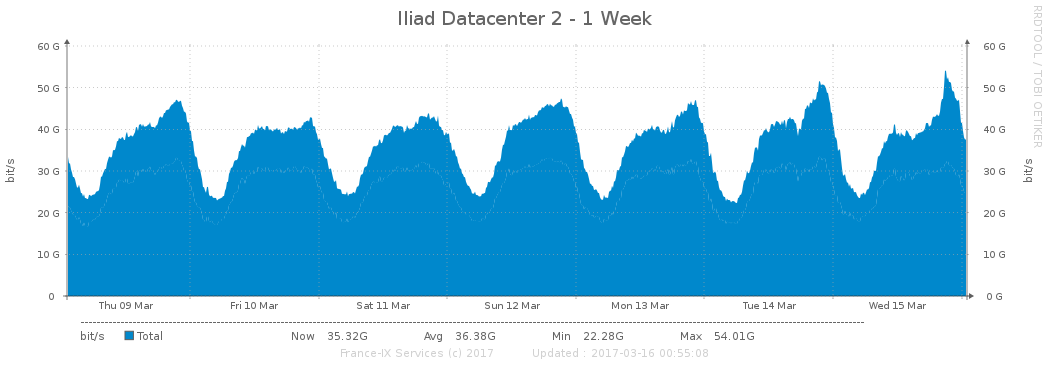 Iliad Datacenter 2 - 1 Week
RRDTOOL / TOBI OETIKER
60 G 60 G
50 G 50 G
40 G 40 G
30 G 30 G
20 G 20 G
10 G 10 G
0 0 G
bit/s bit/s
Thu 09 Mar Fri 10 Mar Sat 11 Mar Sun 12 Mar Mon 13 Mar Tue 14 Mar Wed 15 Mar
bit/s Total Now 35.32G Avg 36.38G Min 22.28G Max 54.01G
France-IX Services (c) 2017 Updated : 2017-03-16 00:55:08